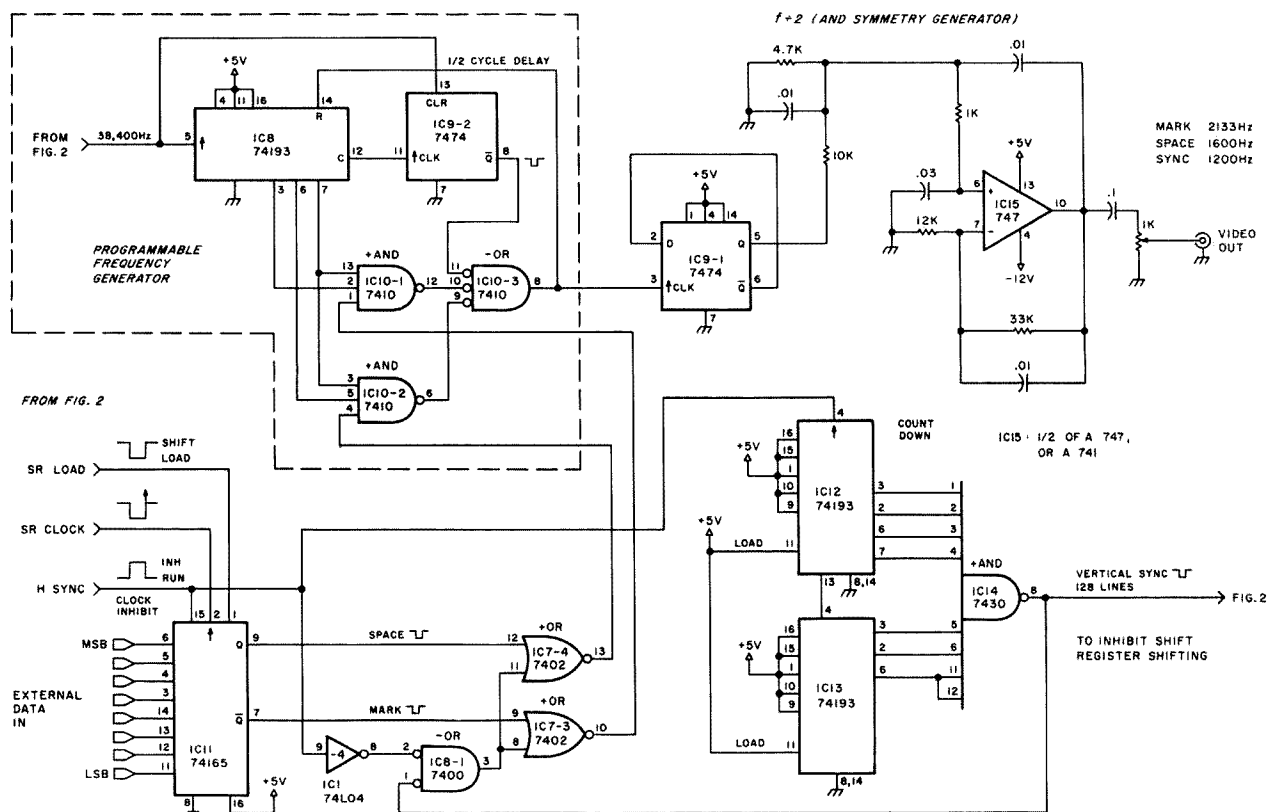 f÷2 (AND SYMMETRY GENERATOR)
FROM FIG. 2
38,400Hz
+5V
4 11 16
1/2 CYCLE DELAY
14
R
5
IC8
74193
C
12
3 6 7
13
CLR
IC9-2
7474
11
CLK
Q
8
7
PROGRAMMABLE
FREQUENCY
GENERATOR
+AND
13
2
1
IC10-1
7410
12
-OR
11
10
9
IC10-3
7410
8
+AND
3
5
4
IC10-2
7410
6
4.7K
.01
.01
1K
10K
+5V
1 4 14
2
D
Q
5
IC9-1
7474
3
CLK
Q
6
7
.03
12K
+5V
13
6
+
IC15
747
7
-
4
-12V
10
.1
1K
VIDEO
OUT
33K
.01
MARK 2133Hz
SPACE 1600Hz
SYNC 1200Hz
IC15 · 1/2 OF A 747,
OR A 741
FROM FIG. 2
SHIFT
LOAD
SR LOAD
SR CLOCK
INH
RUN
H SYNC
CLOCK
INHIBIT
15 2 1
MSB
6
5
4
3
14
13
12
LSB
11
EXTERNAL
DATA
IN
Q
9
Q
7
IC11
74165
8
16
+5V
SPACE
MARK
9
-4
8
IC1
74L04
-OR
2
1
IC8-1
7400
3
+OR
12
11
IC7-4
7402
13
+OR
9
8
IC7-3
7402
10
4
COUNT
DOWN
+5V
16
15
1
10
9
IC12
74193
3
2
6
7
+5V
LOAD
11
13
8,14
4
+5V
16
15
1
10
9
IC13
74193
3
2
6
LOAD
11
8,14
1
2
3
4
5
6
11
12
+AND
IC14
7430
8
VERTICAL SYNC
128 LINES
FIG.2
TO INHIBIT SHIFT
REGISTER SHIFTING